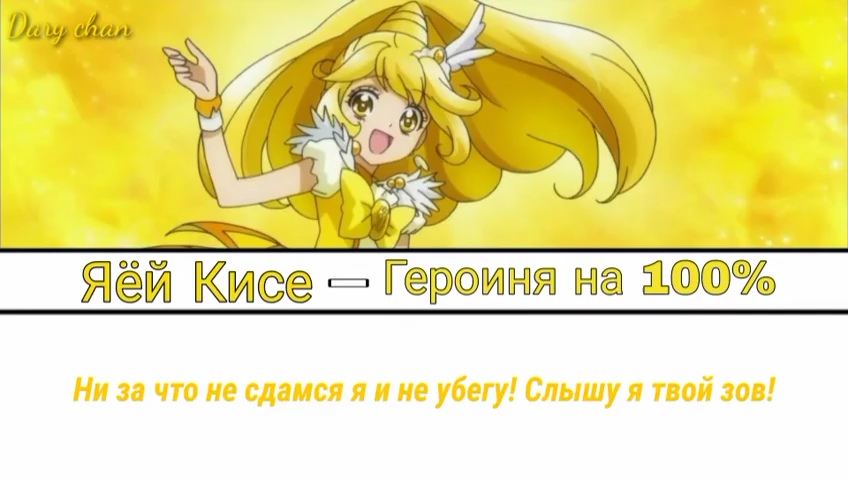 Dary chan
Яёй Кисе — Героиня на 100%
Ни за что не сдамся я и не убегу! Слышу я твой зов!